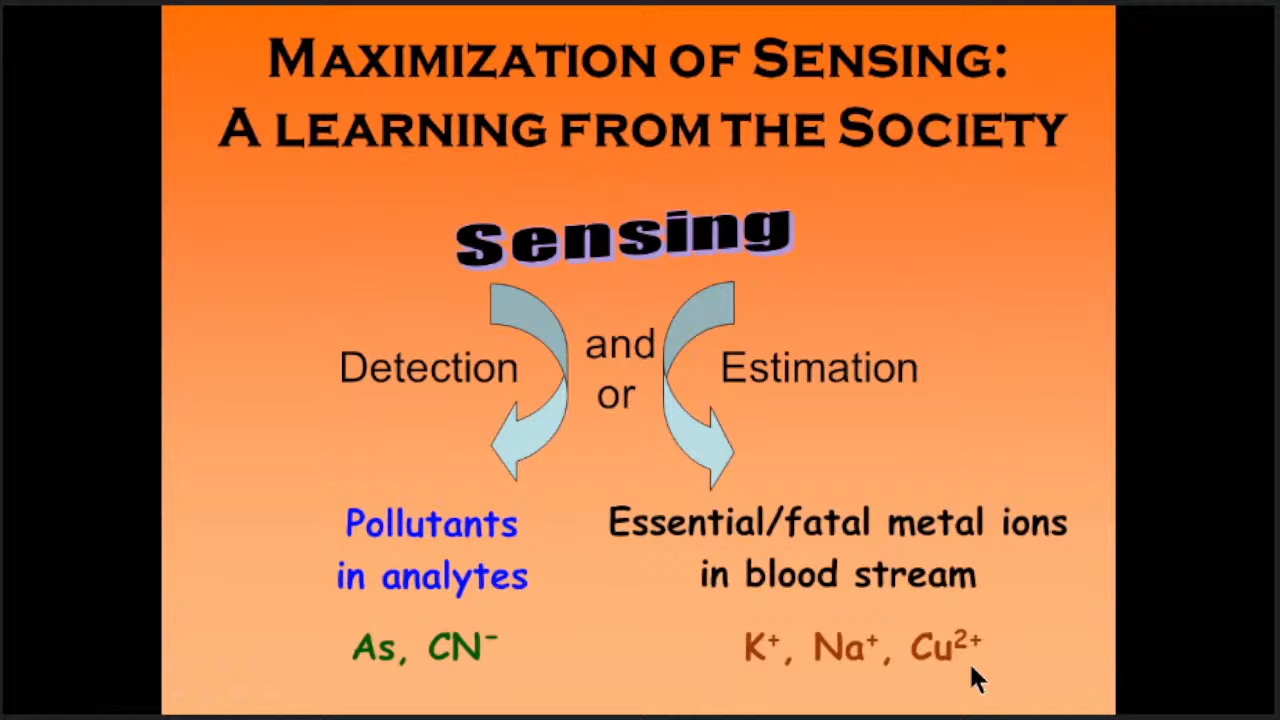 MAXIMIZATION OF SENSING:
A LEARNING FROM THE SOCIETY
Sensing
Detection and or Estimation
Pollutants in analytes
As, CN⁻
Essential/fatal metal ions in blood stream
K⁺, Na⁺, Cu²⁺